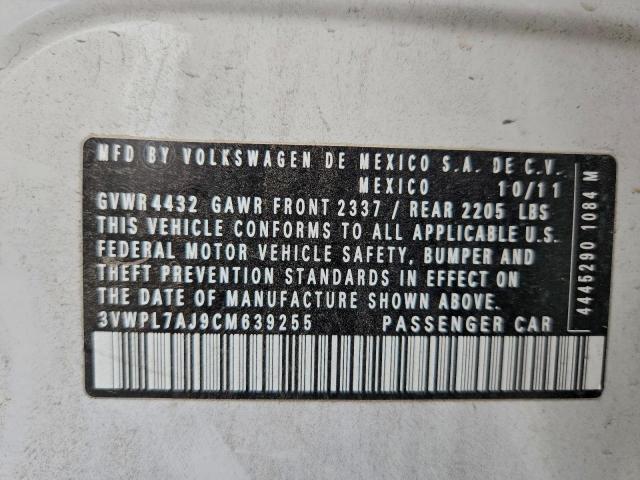 MFD BY VOLKSWAGEN DE MEXICO S.A. DE C.V.
MEXICO 10/11
GVWR 4432 GAWR FRONT 2337 / REAR 2205 LBS
THIS VEHICLE CONFORMS TO ALL APPLICABLE U.S.
FEDERAL MOTOR VEHICLE SAFETY, BUMPER AND
THEFT PREVENTION STANDARDS IN EFFECT ON
THE DATE OF MANUFACTURE SHOWN ABOVE.
3VWPL7AJ9CM639255 PASSENGER CAR
4445290 1084 M